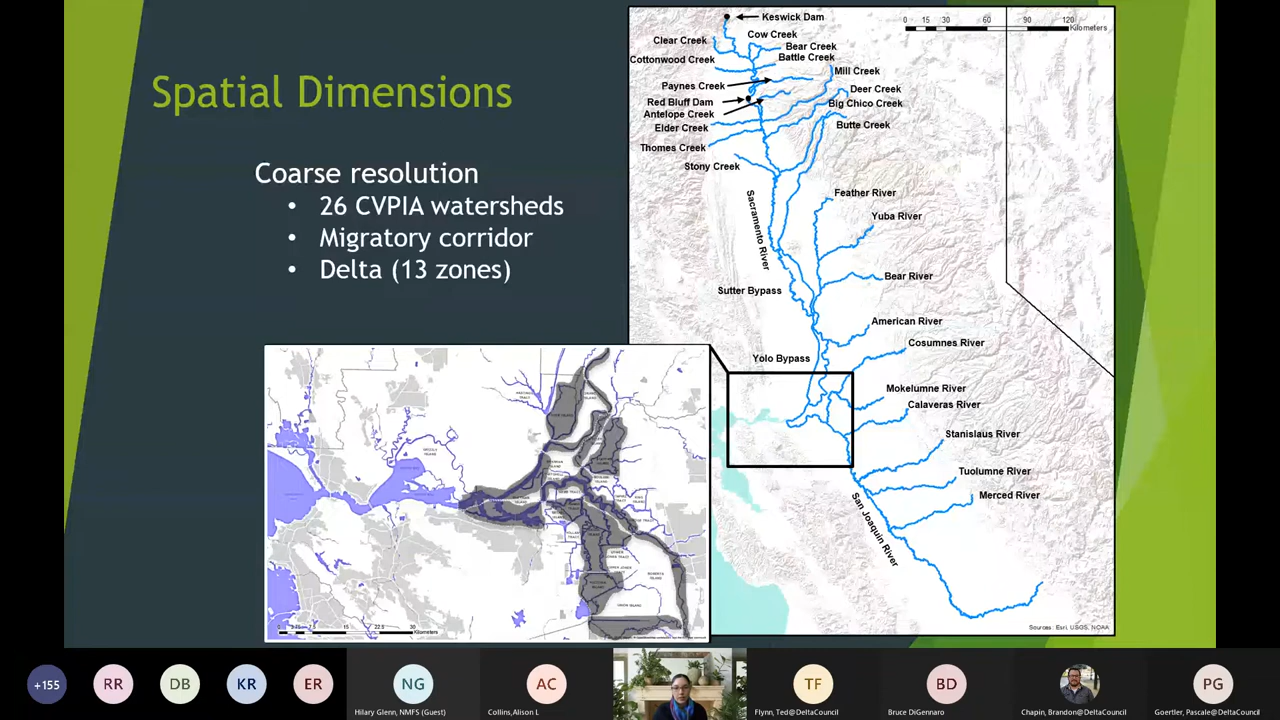 Spatial Dimensions
Coarse resolution
• 26 CVPIA watersheds
• Migratory corridor
• Delta (13 zones)
Keswick Dam
0 15 30 60 90 120
Kilometers
Clear Creek
Cow Creek
Bear Creek
Cottonwood Creek
Battle Creek
Mill Creek
Paynes Creek
Deer Creek
Red Bluff Dam
Big Chico Creek
Antelope Creek
Elder Creek
Butte Creek
Thomes Creek
Stony Creek
Sacramento River
Feather River
Yuba River
Bear River
Sutter Bypass
American River
Cosumnes River
Yolo Bypass
Mokelumne River
Calaveras River
Stanislaus River
Tuolumne River
Merced River
San Joaquin River
Sources: Esri, USGS, NOAA
Kilometers
+155
RR
DB
KR
ER
NG
AC
TF
BD
PG
Hilary Glenn, NMFS (Guest)
Collins,Alison L
Flynn, Ted@DeltaCouncil
Bruce DiGennaro
Chapin, Brandon@DeltaCouncil
Goertler, Pascale@DeltaCouncil